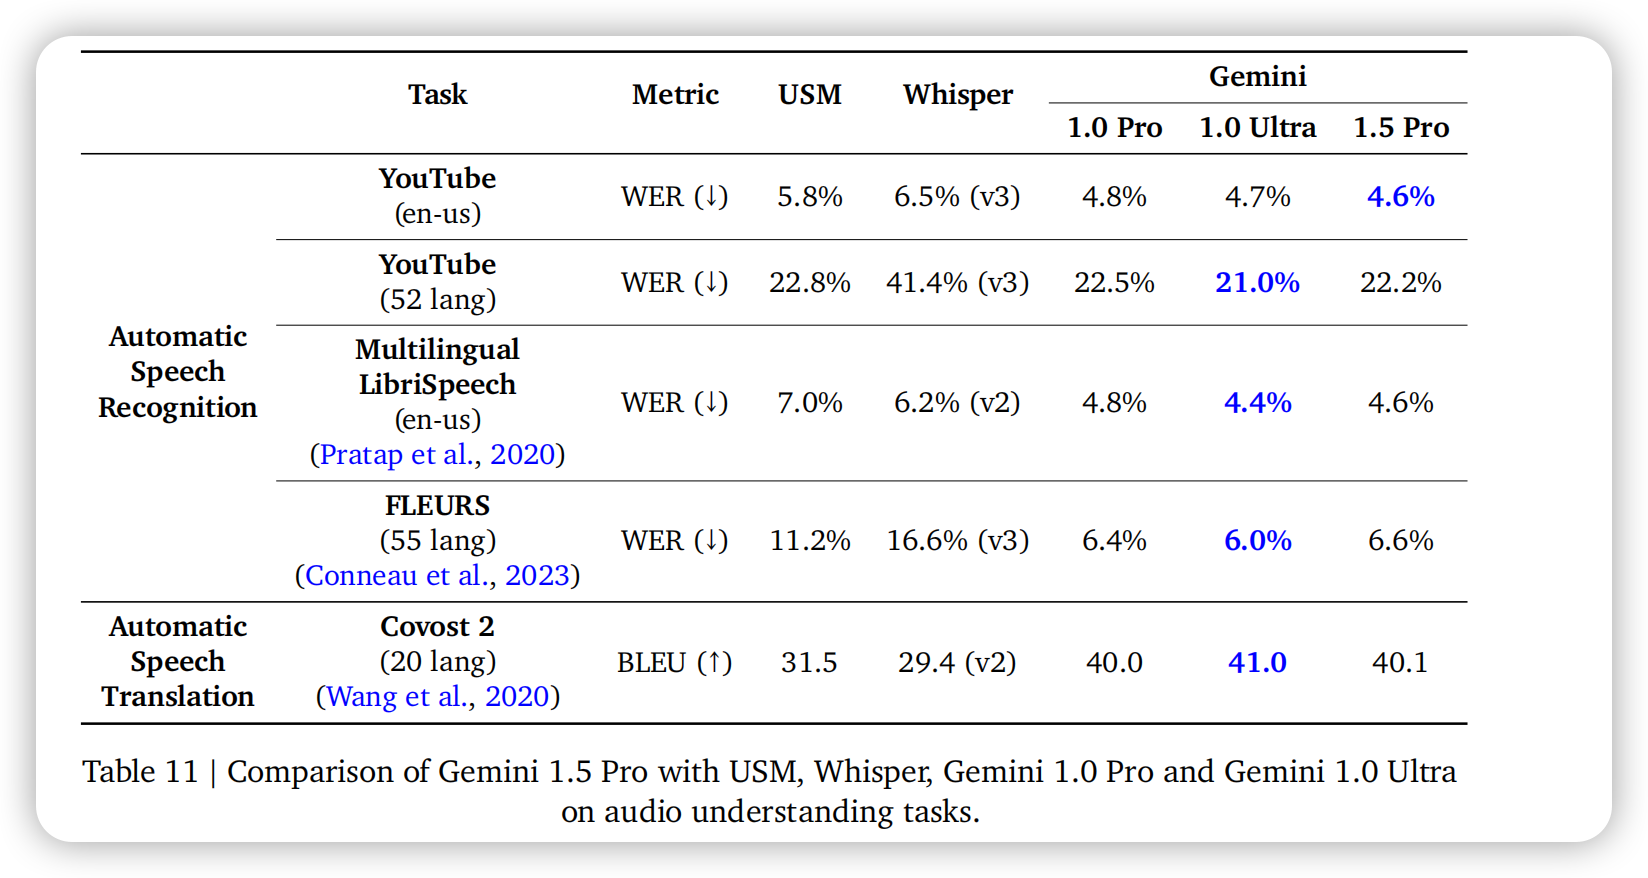 Task Metric USM Whisper Gemini
1.0 Pro 1.0 Ultra 1.5 Pro
Automatic
Speech
Recognition
YouTube
(en-us)
WER (↓) 5.8% 6.5% (v3) 4.8% 4.7% 4.6%
YouTube
(52 lang)
WER (↓) 22.8% 41.4% (v3) 22.5% 21.0% 22.2%
Multilingual
LibriSpeech
(en-us)
(Pratap et al., 2020)
WER (↓) 7.0% 6.2% (v2) 4.8% 4.4% 4.6%
FLEURS
(55 lang)
(Conneau et al., 2023)
WER (↓) 11.2% 16.6% (v3) 6.4% 6.0% 6.6%
Automatic
Speech
Translation
Covost 2
(20 lang)
(Wang et al., 2020)
BLEU (↑) 31.5 29.4 (v2) 40.0 41.0 40.1
Table 11 | Comparison of Gemini 1.5 Pro with USM, Whisper, Gemini 1.0 Pro and Gemini 1.0 Ultra
on audio understanding tasks.